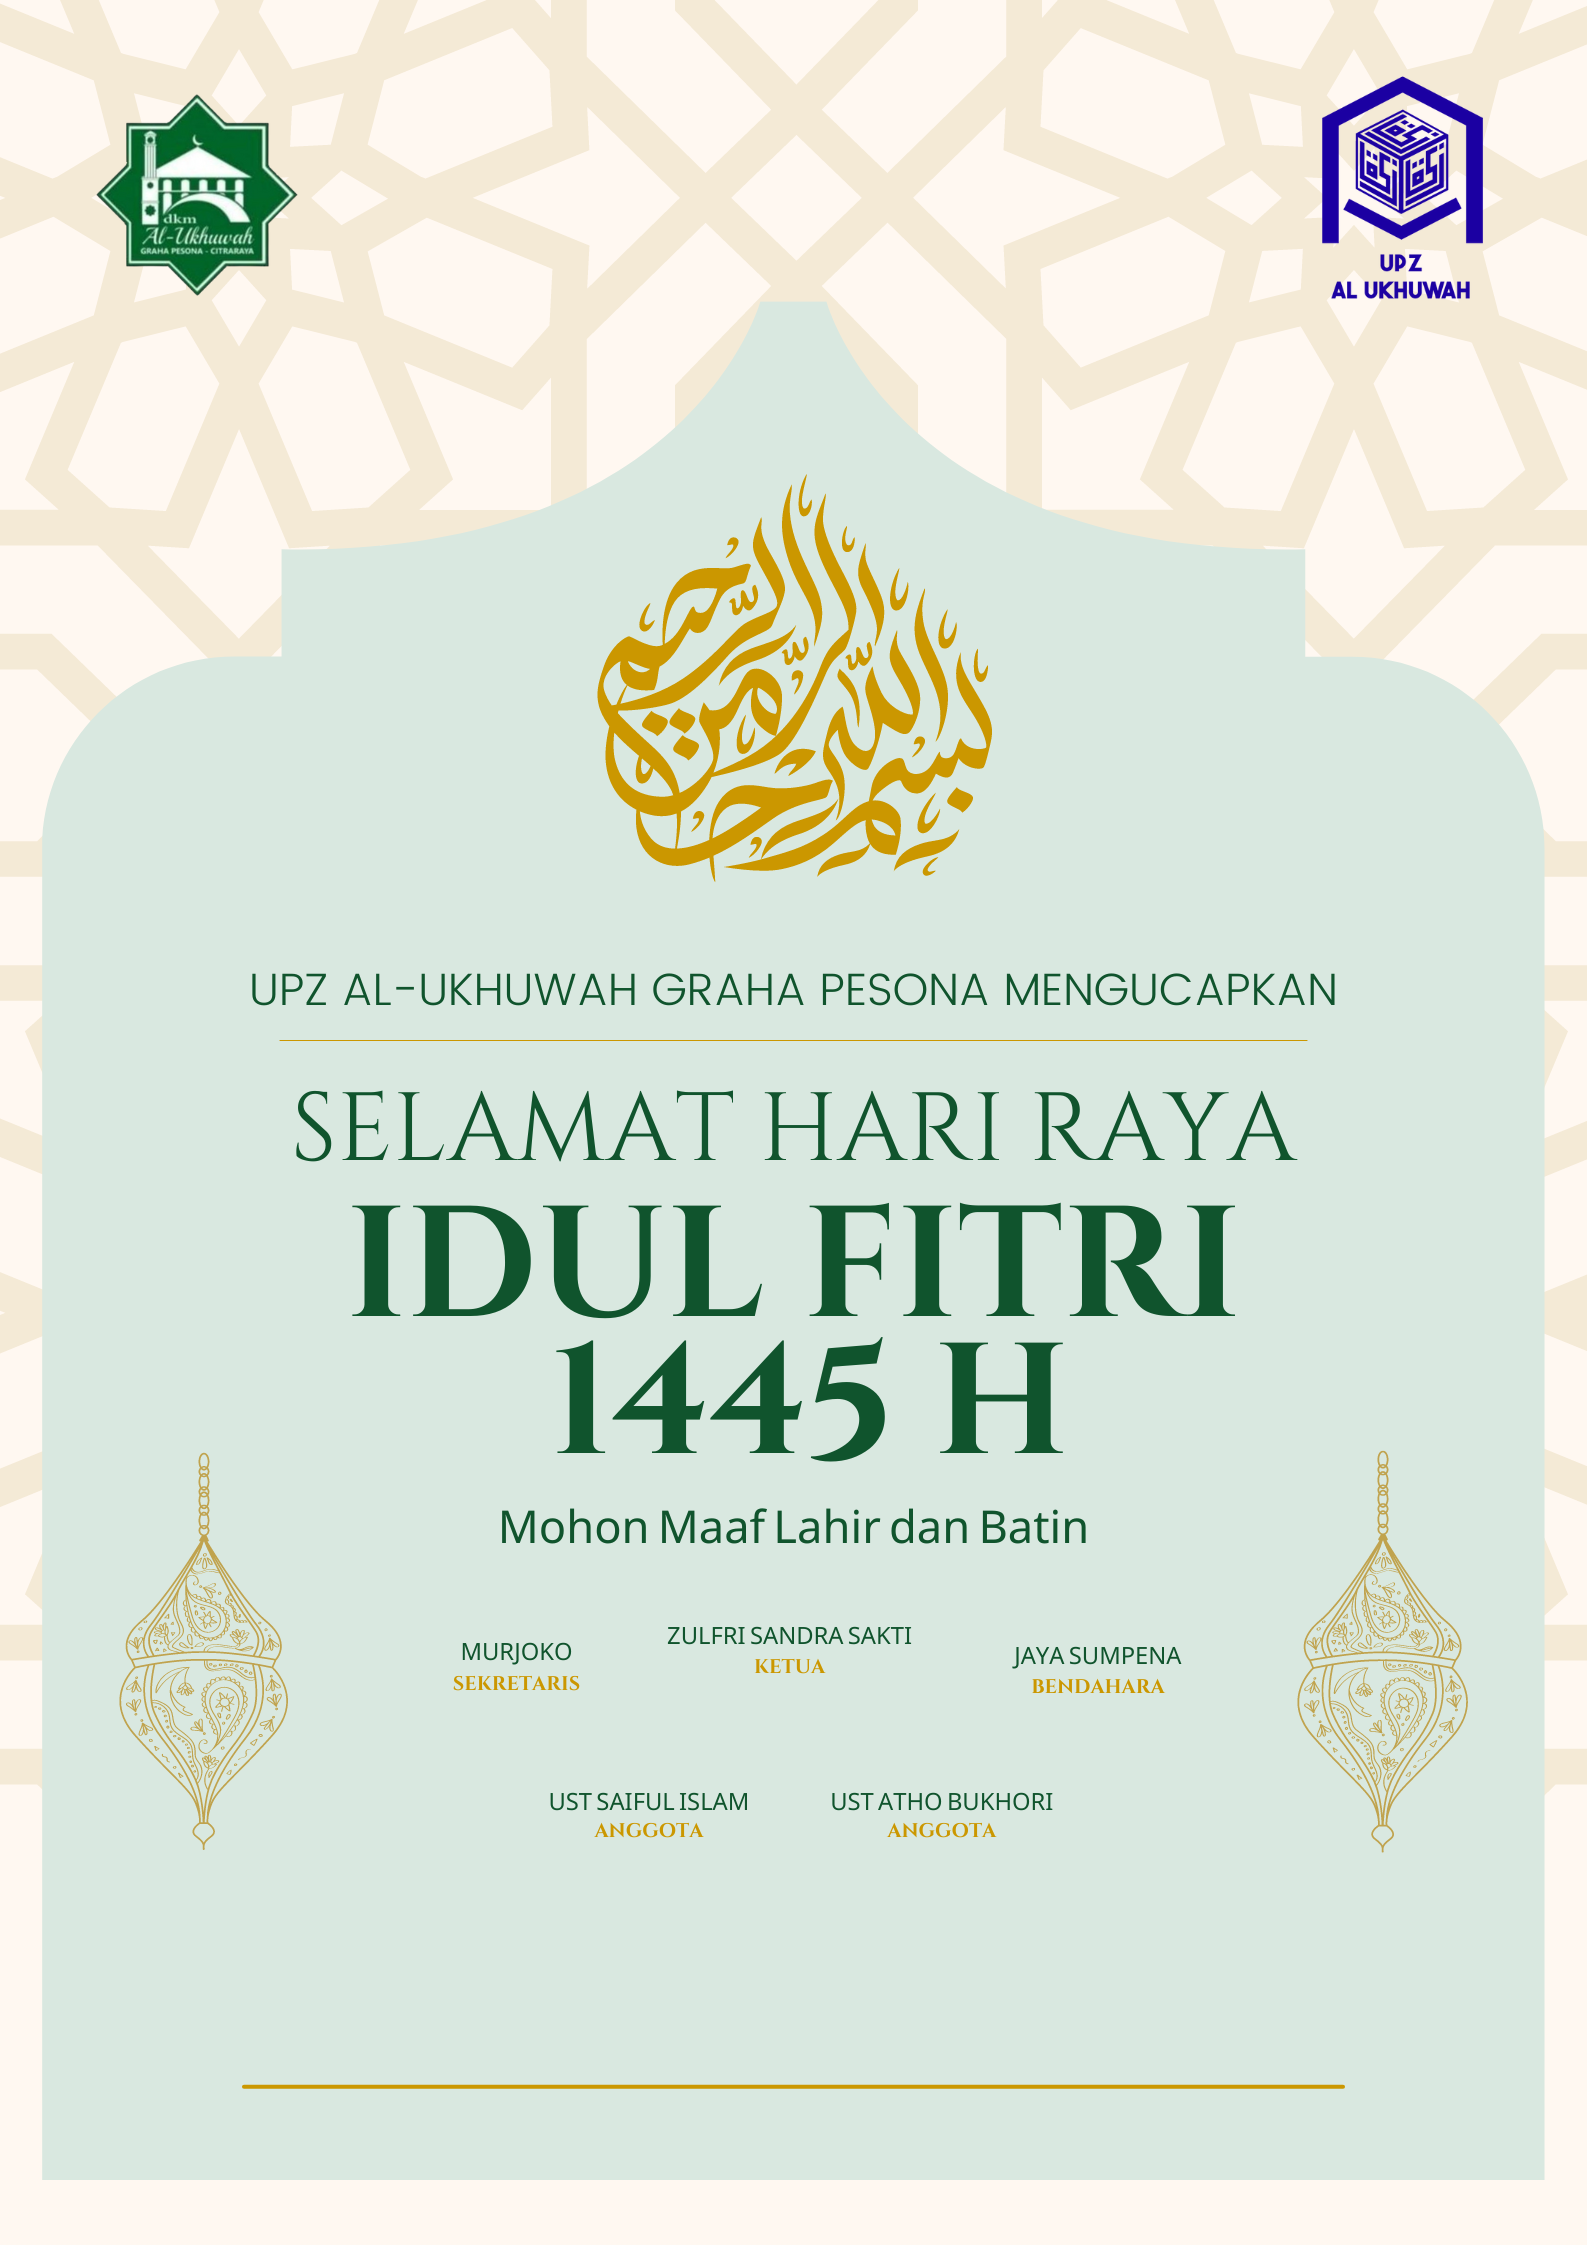 dkm
Al-Ukhuwah
GRAHA PESONA - CITRARAYA
UPZ
AL UKHUWAH
بسم الله الرحمن الرحيم
UPZ AL-UKHUWAH GRAHA PESONA MENGUCAPKAN
SELAMAT HARI RAYA
IDUL FITRI
1445 H
Mohon Maaf Lahir dan Batin
ZULFRI SANDRA SAKTI
KETUA
MURJOKO
SEKRETARIS
JAYA SUMPENA
BENDAHARA
UST SAIFUL ISLAM
ANGGOTA
UST ATHO BUKHORI
ANGGOTA